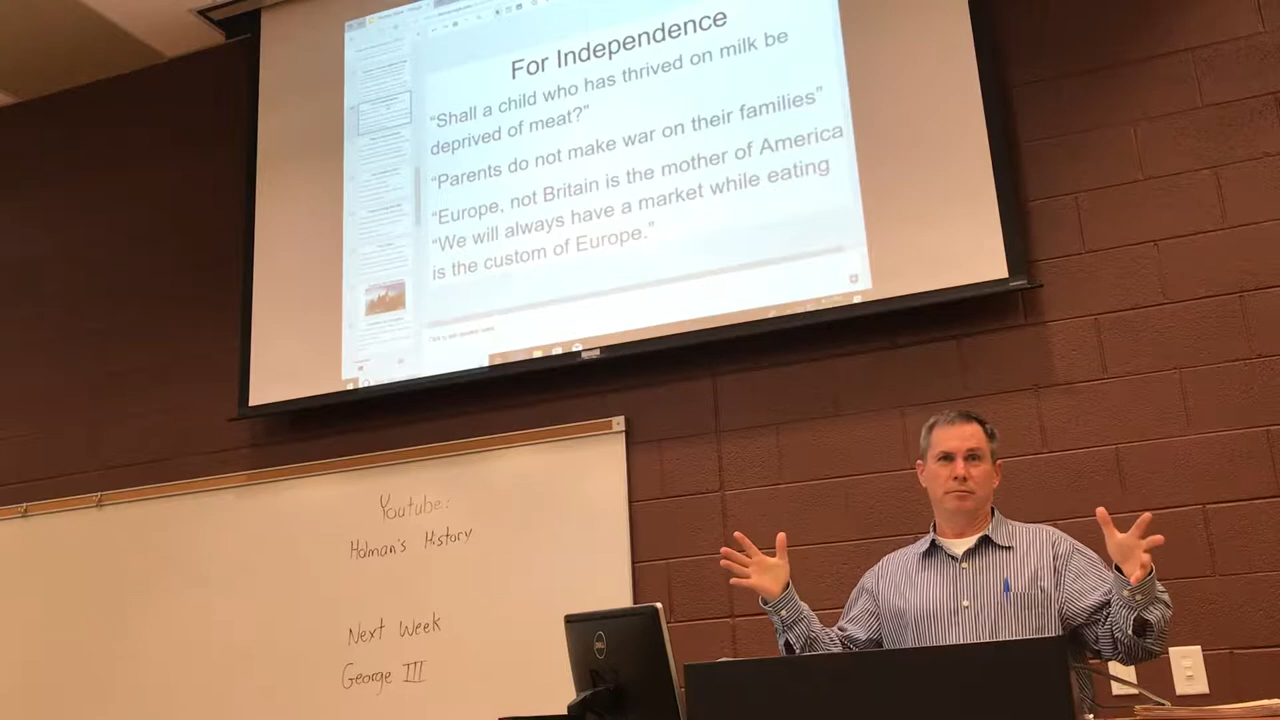 For Independence
“Shall a child who has thrived on milk be
deprived of meat?”
“Parents do not make war on their families”
“Europe, not Britain is the mother of America
“We will always have a market while eating
is the custom of Europe.”
Youtube:
Holman's History
Next Week
George III
DELL